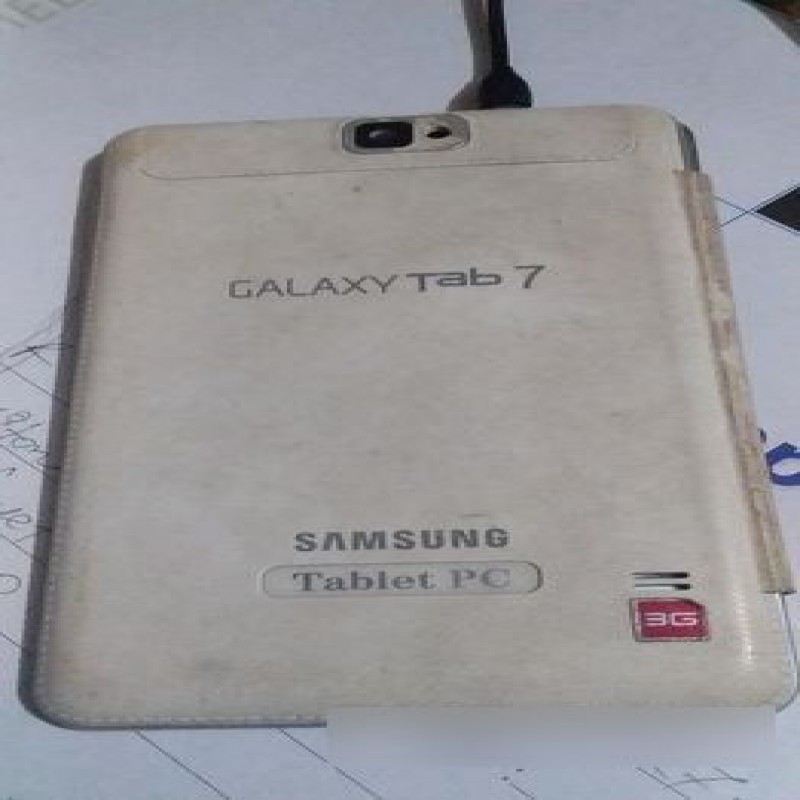 GALAXY Tab 7
SAMSUNG
Tablet PC
3G